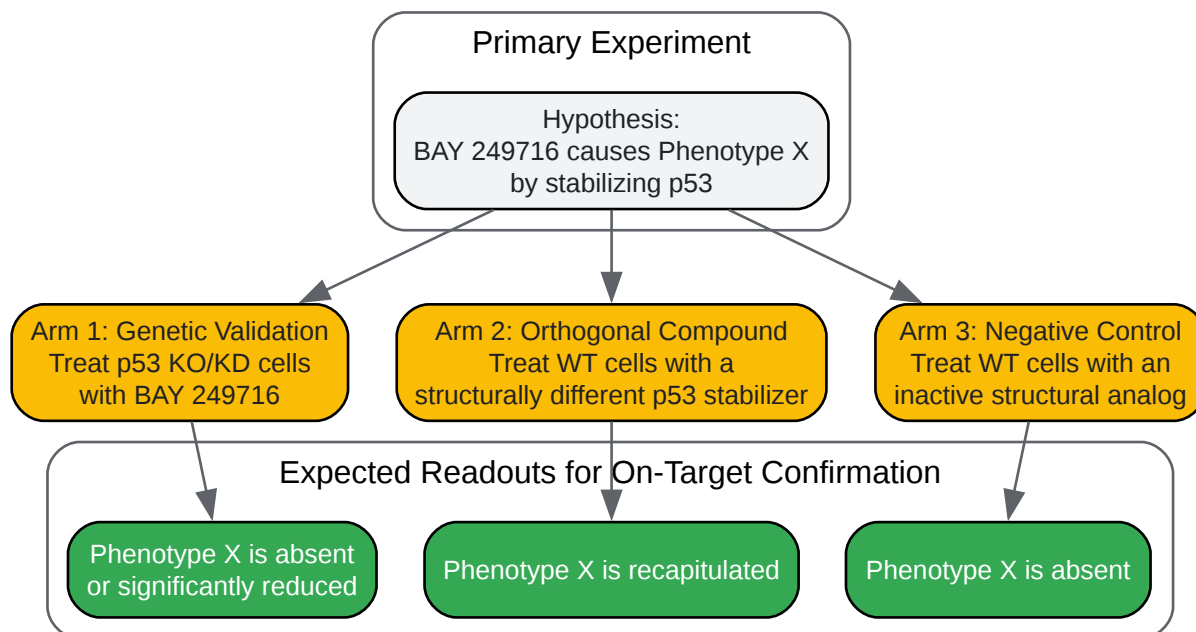 Primary Experiment
Hypothesis:
BAY 249716 causes Phenotype X
by stabilizing p53
Arm 1: Genetic Validation
Treat p53 KO/KD cells
with BAY 249716
Arm 2: Orthogonal Compound
Treat WT cells with a
structurally different p53 stabilizer
Arm 3: Negative Control
Treat WT cells with an
inactive structural analog
Expected Readouts for On-Target Confirmation
Phenotype X is absent
or significantly reduced
Phenotype X is recapitulated
Phenotype X is absent